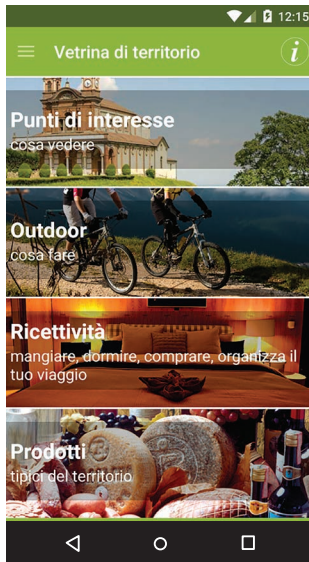 12:15
Vetrina di territorio
i
Punti di interesse
cosa vedere
Outdoor
cosa fare
Ricettività
mangiare, dormire, comprare, organizza il
tuo viaggio
Prodotti
tipici del territorio